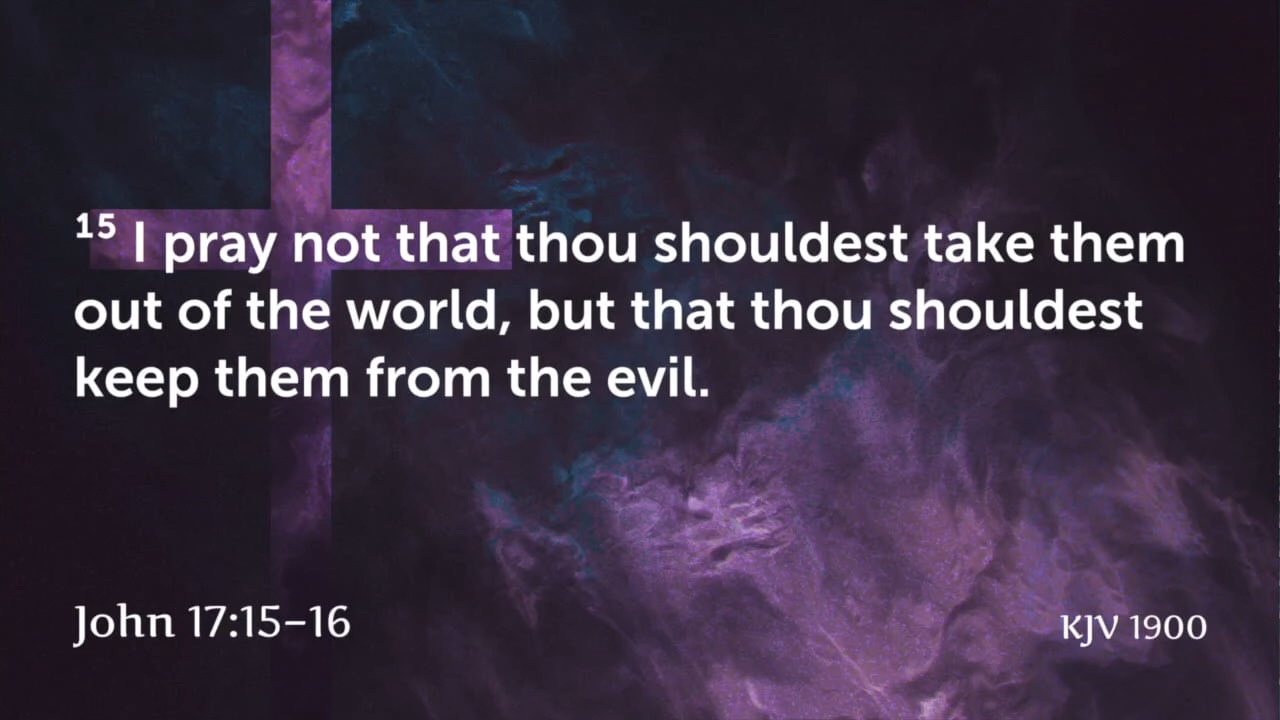 15 I pray not that thou shouldest take them
out of the world, but that thou shouldest
keep them from the evil.
John 17:15–16
KJV 1900